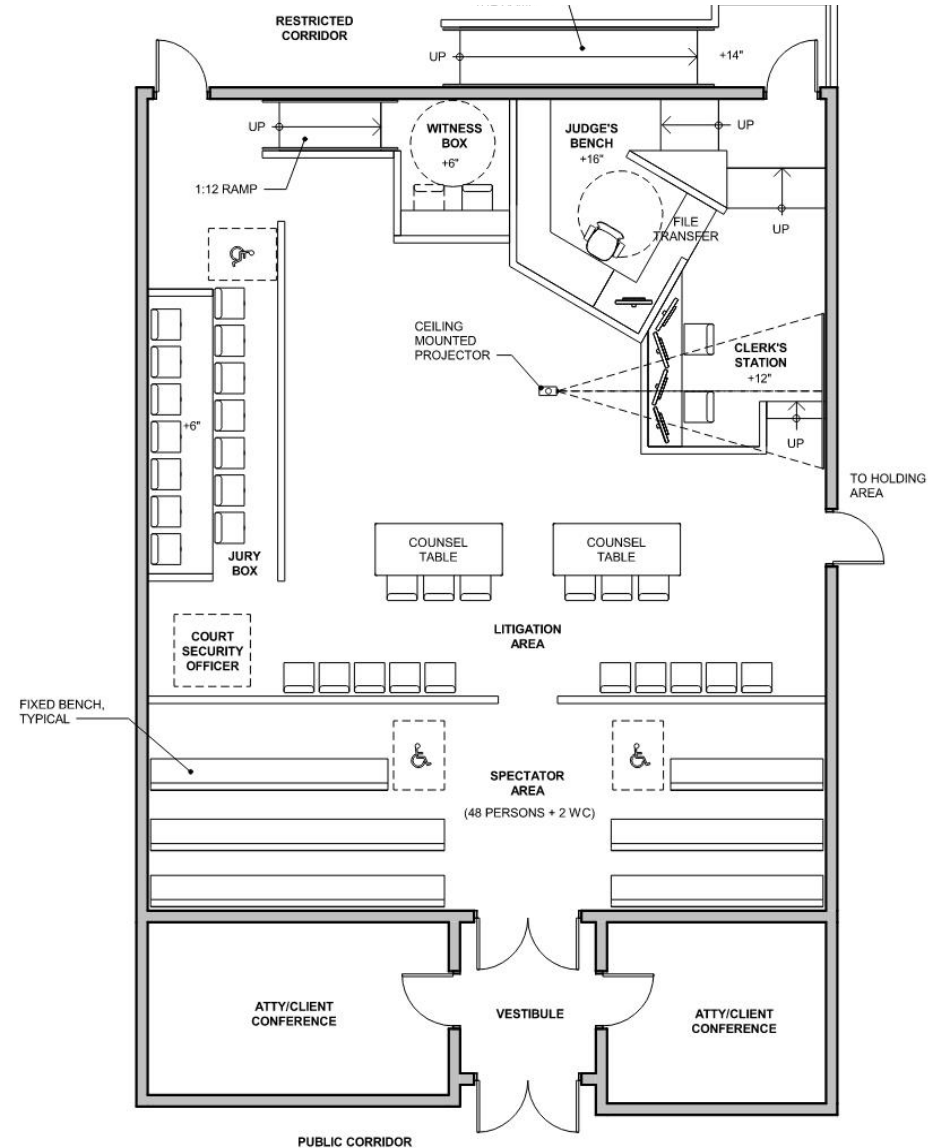 RESTRICTED
CORRIDOR
UP
+14"
UP
WITNESS
BOX
+6"
JUDGE'S
BENCH
+16"
UP
1:12 RAMP
UP
FILE
TRANSFER
CEILING
MOUNTED
PROJECTOR
CLERK'S
STATION
+12"
+6"
UP
TO HOLDING
AREA
COUNSEL
TABLE
COUNSEL
TABLE
JURY
BOX
LITIGATION
AREA
COURT
SECURITY
OFFICER
FIXED BENCH,
TYPICAL
SPECTATOR
AREA
(48 PERSONS + 2 WC)
ATTY/CLIENT
CONFERENCE
VESTIBULE
ATTY/CLIENT
CONFERENCE
PUBLIC CORRIDOR